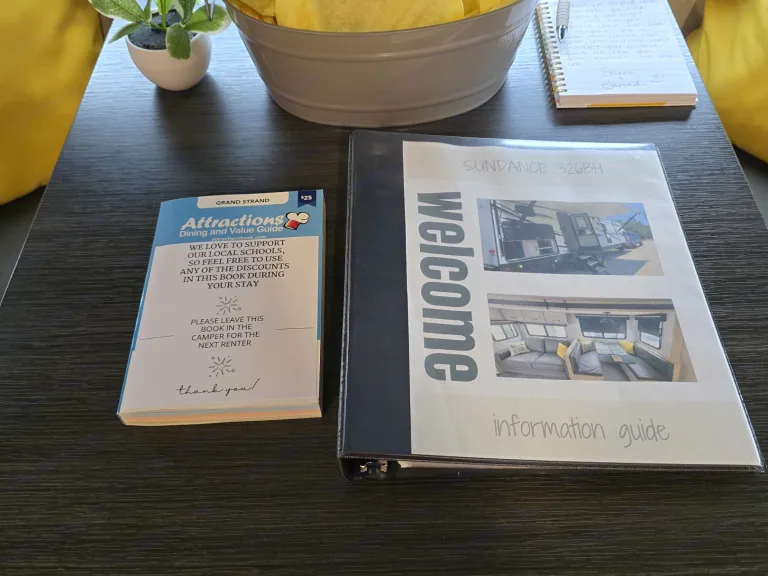 GRAND STRAND
$25
Attractions
Dining and Value Guide
WE LOVE TO SUPPORT
OUR LOCAL SCHOOLS,
SO FEEL FREE TO USE
ANY OF THE DISCOUNTS
IN THIS BOOK DURING
YOUR STAY
PLEASE LEAVE THIS
BOOK IN THE
CAMPER FOR THE
NEXT RENTER
thank you!
SUNDANCE 326BH
welcome
information guide